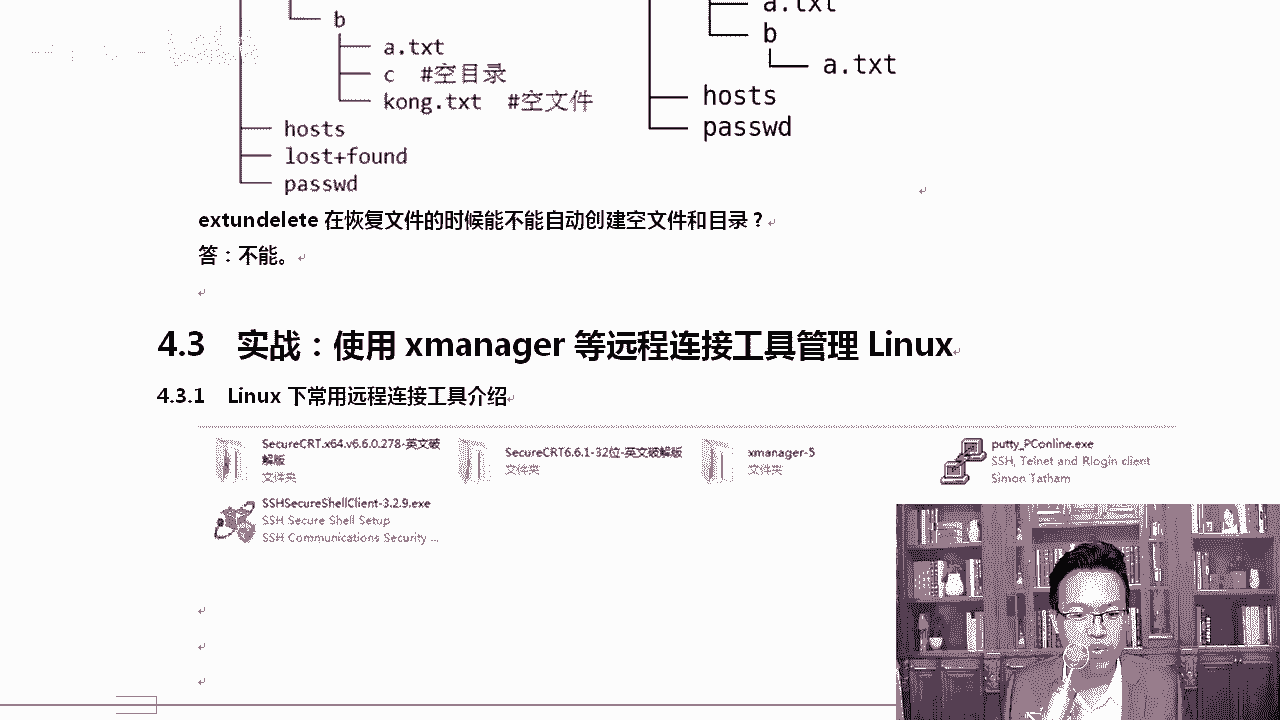 a.txt
b
b
a.txt
a.txt
c #空目录
kong.txt #空文件
hosts
hosts
passwd
lost+found
passwd
extundelete 在恢复文件的时候能不能自动创建空文件和目录？
答：不能。
4.3 实战：使用 xmanager 等远程连接工具管理 Linux
4.3.1 Linux 下常用远程连接工具介绍
SecureCRT.x64.v6.6.0.278-英文破
解版
文件夹
SecureCRT6.6.1-32位-英文破解版
文件夹
xmanager-5
文件夹
putty_PConline.exe
SSH, Telnet and Rlogin client
Simon Tatham
SSHSecureShellClient-3.2.9.exe
SSH Secure Shell Setup
SSH Communications Security ...